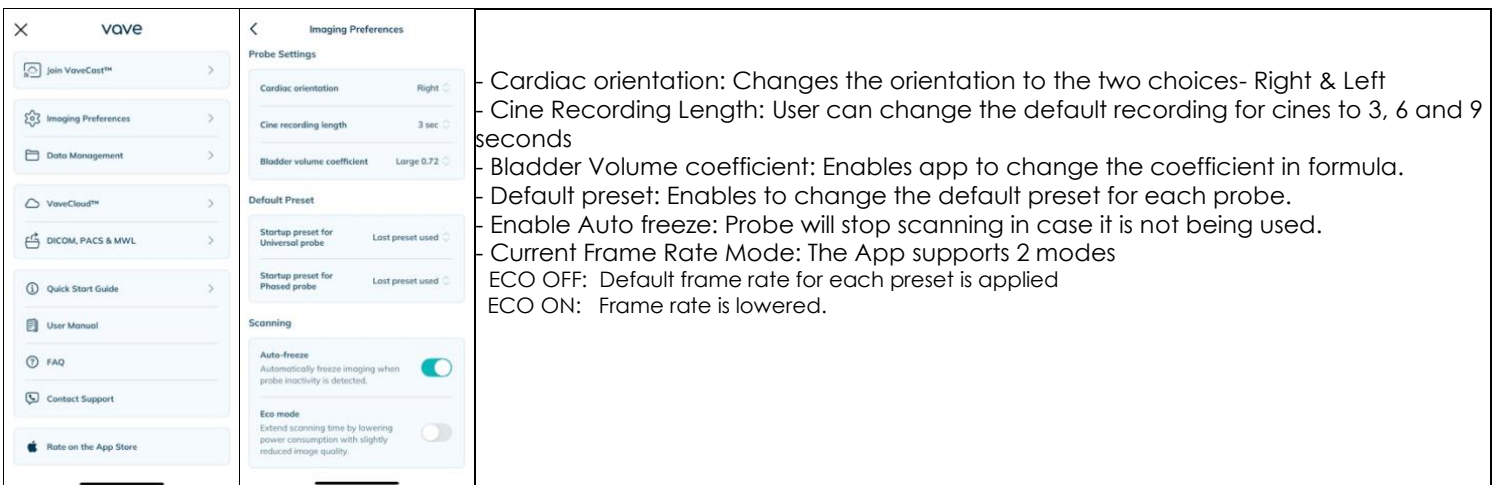 vave
Join VaveCast™
Imaging Preferences
Data Management
VaveCloud™
DICOM, PACS & MWL
Quick Start Guide
User Manual
FAQ
Contact Support
Rate on the App Store
Imaging Preferences
Probe Settings
Cardiac orientation Right
Cine recording length 3 sec
Bladder volume coefficient Large 0.72
Default Preset
Startup preset for
Universal probe
Last preset used
Startup preset for
Phased probe
Last preset used
Scanning
Auto-freeze
Automatically freeze imaging when
probe inactivity is detected.
Eco mode
Extend scanning time by lowering
power consumption with slightly
reduced image quality.
- Cardiac orientation: Changes the orientation to the two choices- Right & Left
- Cine Recording Length: User can change the default recording for cines to 3, 6 and 9
seconds
- Bladder Volume coefficient: Enables app to change the coefficient in formula.
- Default preset: Enables to change the default preset for each probe.
- Enable Auto freeze: Probe will stop scanning in case it is not being used.
- Current Frame Rate Mode: The App supports 2 modes
ECO OFF: Default frame rate for each preset is applied
ECO ON: Frame rate is lowered.